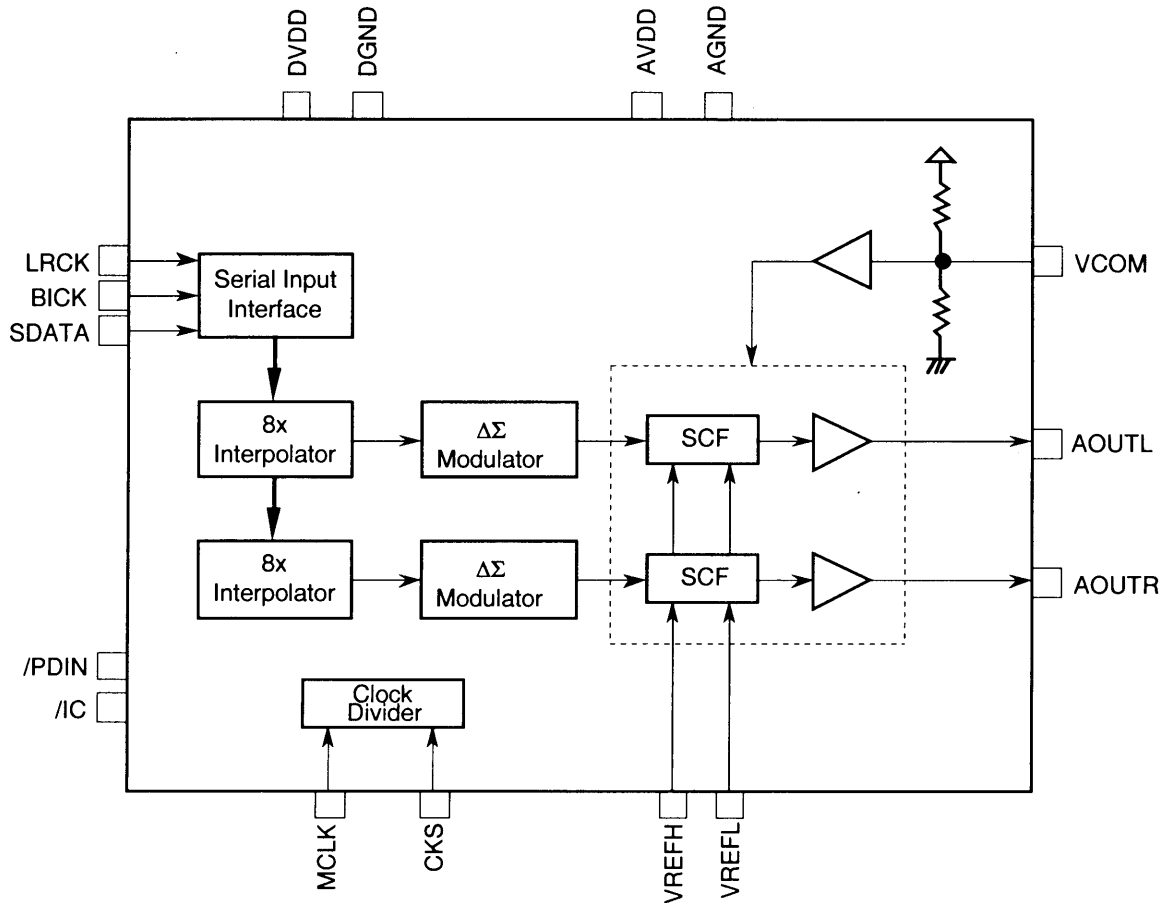 DVDD
DGND
AVDD
AGND
LRCK
BICK
SDATA
Serial Input
Interface
VCOM
8x
Interpolator
ΔΣ
Modulator
SCF
AOUTL
8x
Interpolator
ΔΣ
Modulator
SCF
AOUTR
/PDIN
/IC
Clock
Divider
MCLK
CKS
VREFH
VREFL